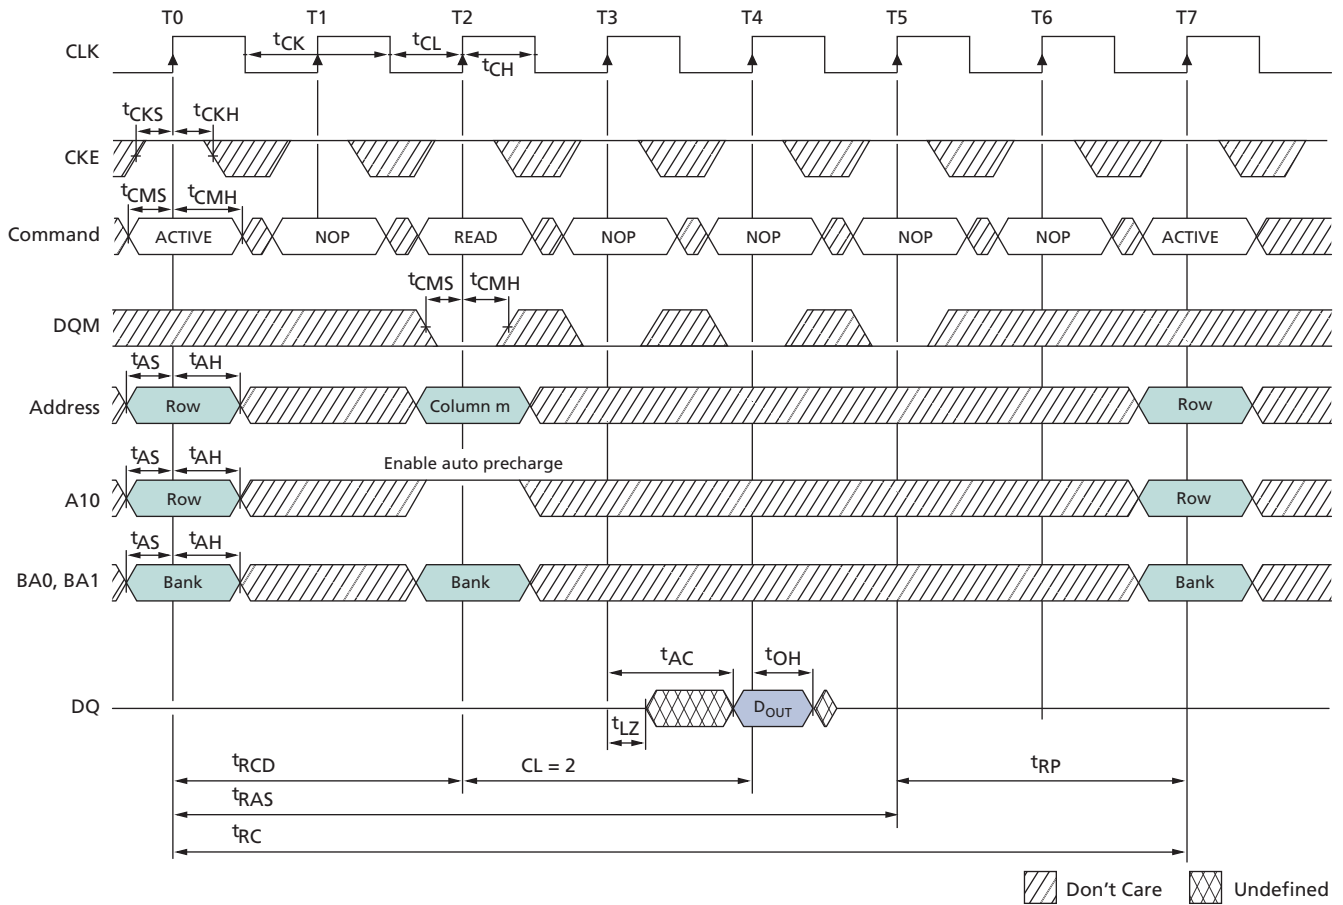 T0 T1 T2 T3 T4 T5 T6 T7
CLK
tCK
tCL
tCH
tCKS
tCKH
CKE
tCMS
tCMH
Command
ACTIVE
NOP
READ
NOP
NOP
NOP
NOP
ACTIVE
tCMS
tCMH
DQM
tAS
tAH
Address
Row
Column m
Row
tAS
tAH
Enable auto precharge
A10
Row
Row
tAS
tAH
BA0, BA1
Bank
Bank
Bank
tAC
tOH
DQ
DOUT
tLZ
tRCD
CL = 2
tRP
tRAS
tRC
Don't Care
Undefined